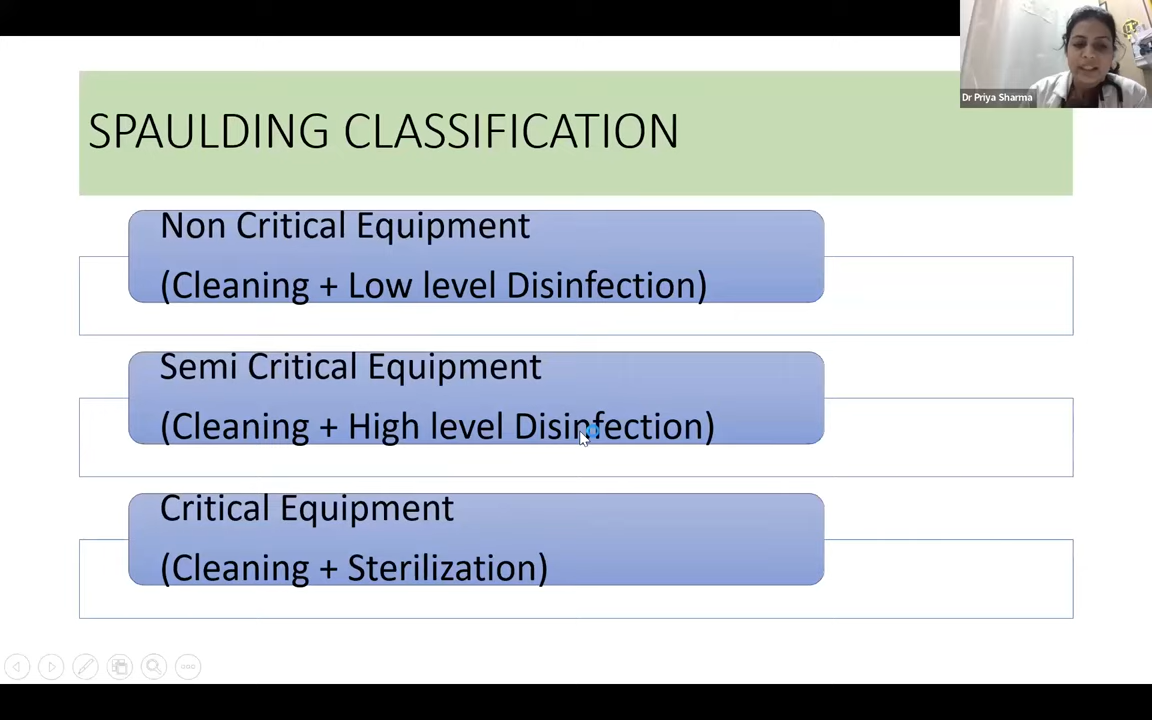 Dr Priya Sharma
SPAULDING CLASSIFICATION
Non Critical Equipment
(Cleaning + Low level Disinfection)
Semi Critical Equipment
(Cleaning + High level Disinfection)
Critical Equipment
(Cleaning + Sterilization)